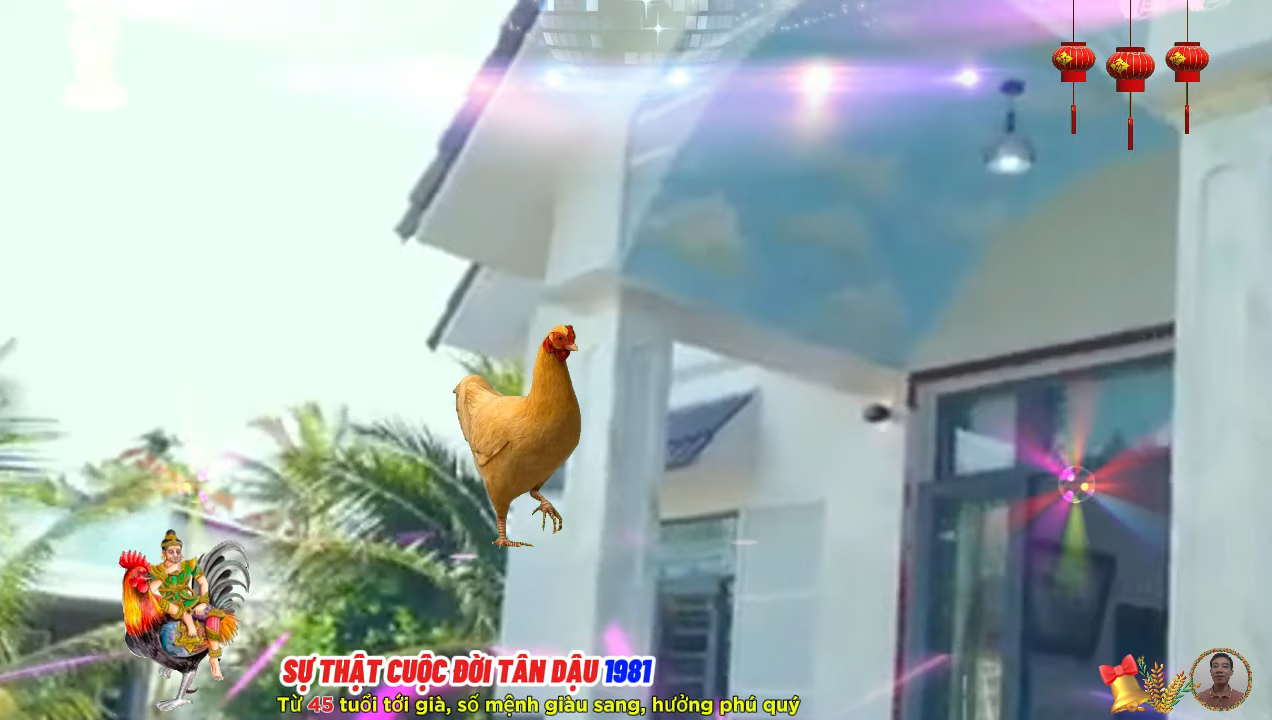 SỰ THẬT CUỘC ĐỜI TÂN DẬU 1981
Từ 45 tuổi tới già, số mệnh giàu sang, hưởng phú quý